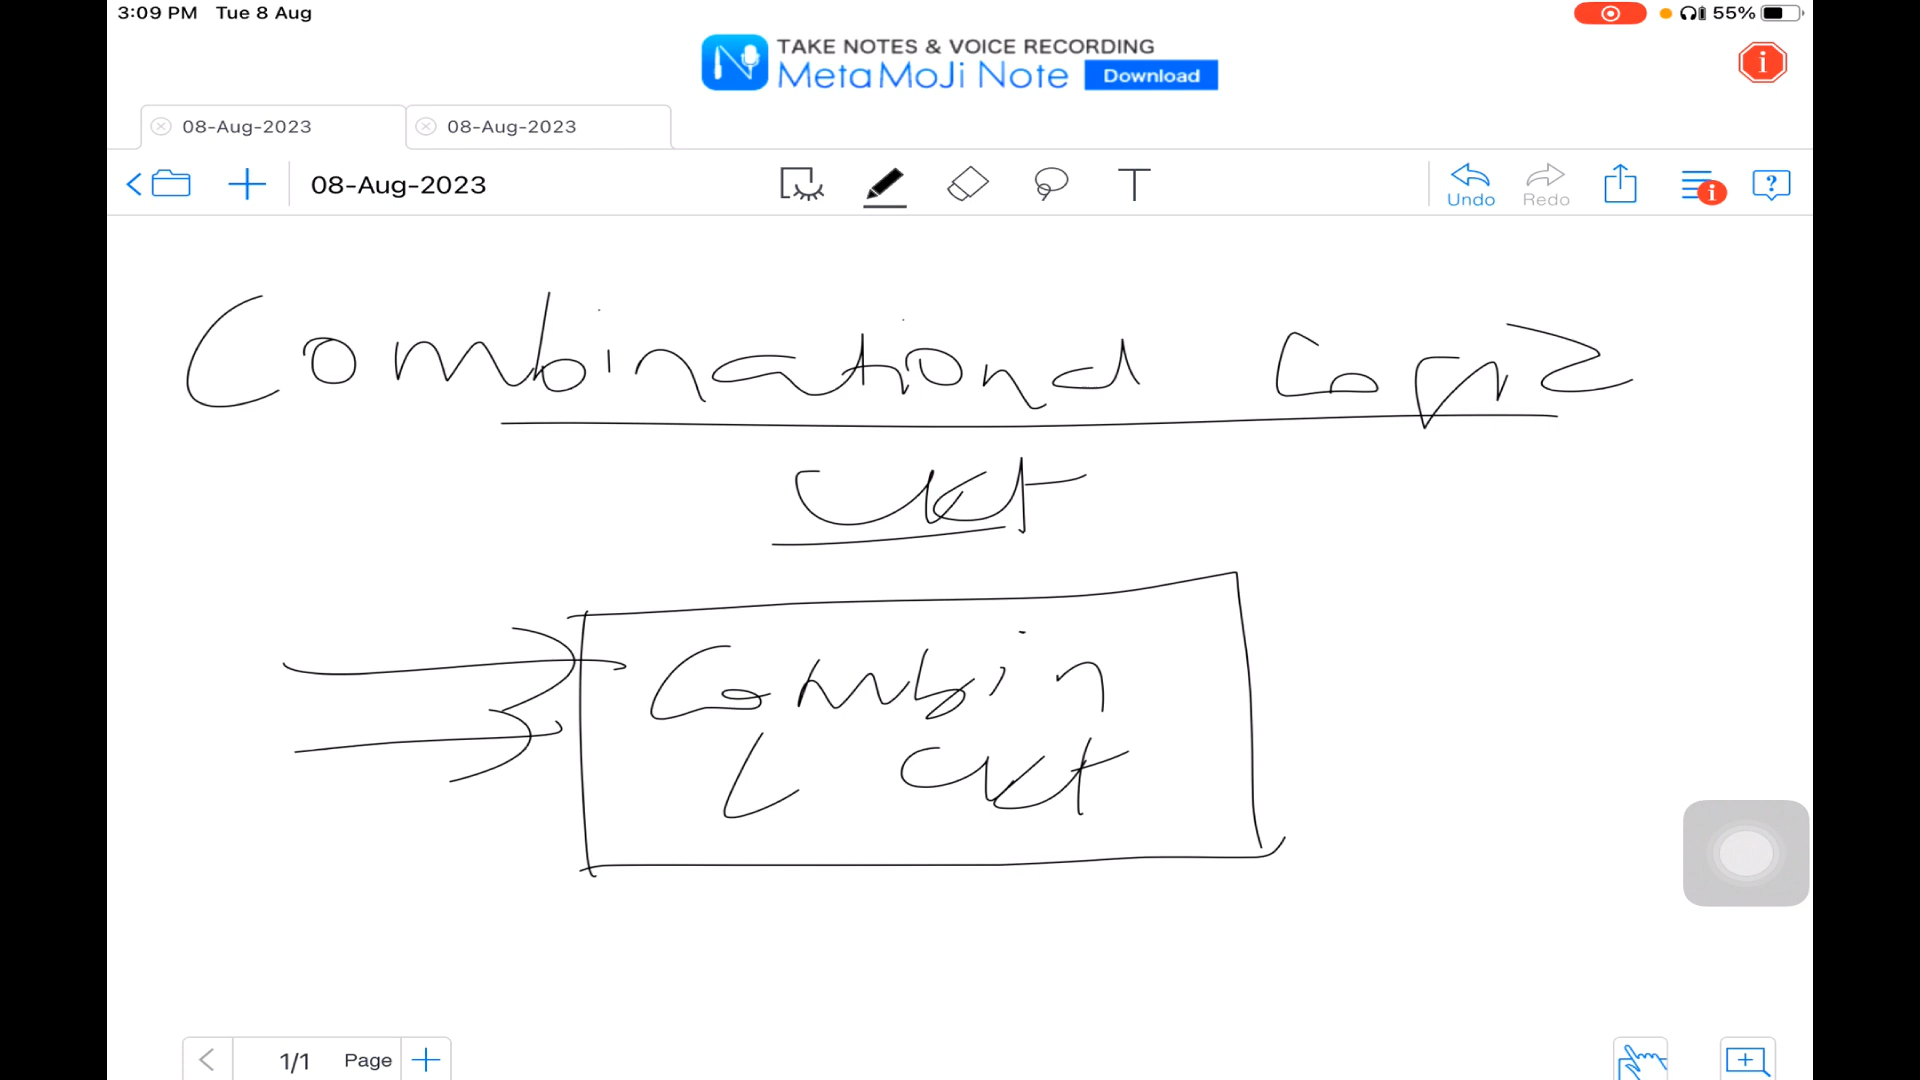 3:09 PM Tue 8 Aug 55%
TAKE NOTES & VOICE RECORDING
MetaMoJi Note Download
08-Aug-2023 08-Aug-2023
08-Aug-2023 T Undo Redo
Combinational Logic
Ckt
Combin
L Ckt
1/1 Page